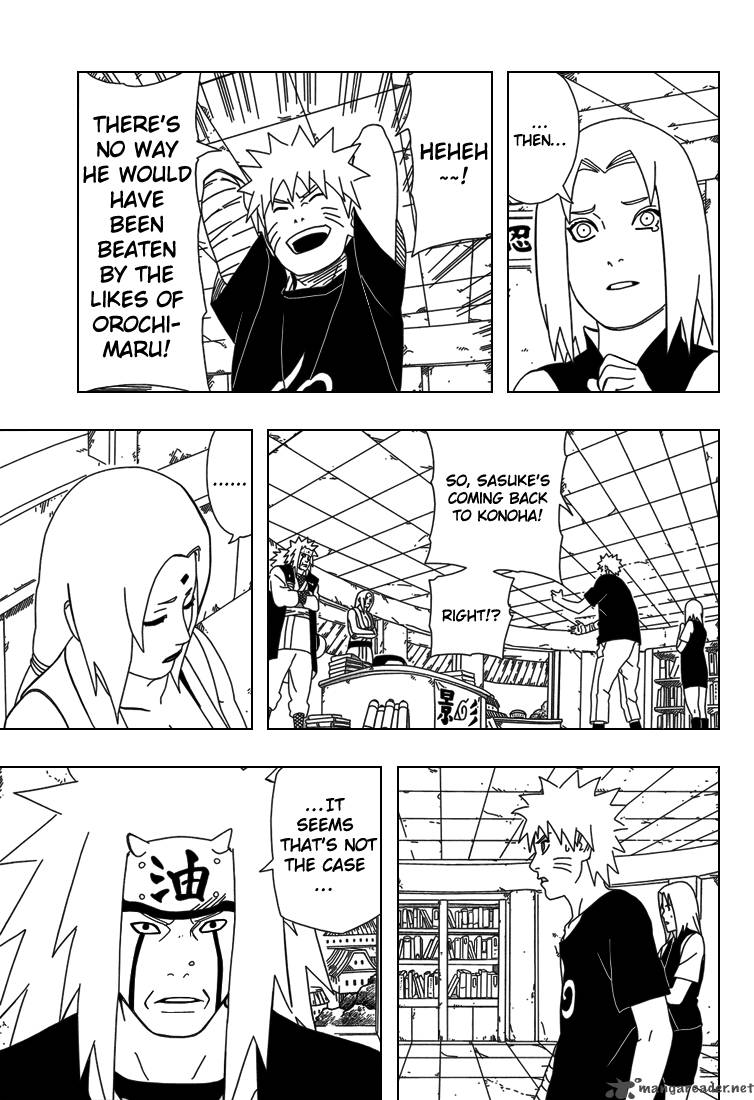 ...
THEN...
忍
HEHEH
~~!
THERE'S
NO WAY
HE WOULD
HAVE
BEEN
BEATEN
BY THE
LIKES OF
OROCHI-
MARU!
SO, SASUKE'S
COMING BACK
TO KONOHA!
RIGHT!?
影
......
...IT
SEEMS
THAT'S NOT
THE CASE
...
油
mangareader.net